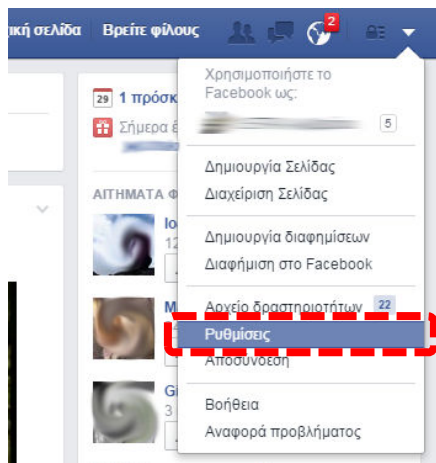 ική σελίδα Βρείτε φίλους 2
29 1 πρόσκ
Σήμερα έ
ΑΙΤΗΜΑΤΑ Φ
Ιο
12
M
Gi
3
Χρησιμοποιήστε το
Facebook ως:
5
Δημιουργία Σελίδας
Διαχείριση Σελίδας
Δημιουργία διαφημίσεων
Διαφήμιση στο Facebook
Αρχείο δραστηριοτήτων 22
Ρυθμίσεις
Αποσύνδεση
Βοήθεια
Αναφορά προβλήματος